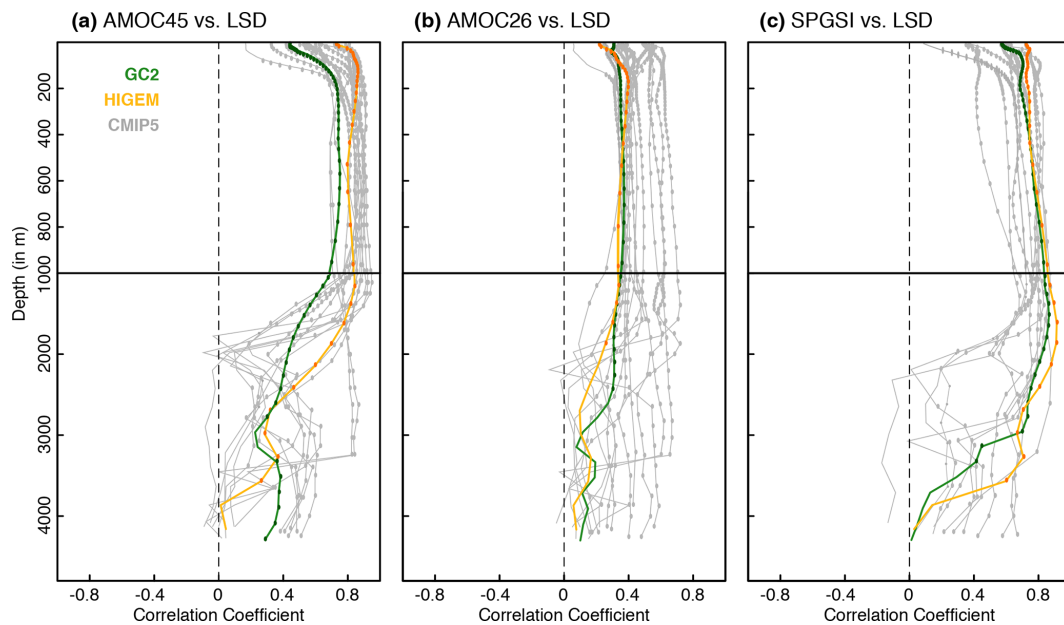 (a) AMOC45 vs. LSD
(b) AMOC26 vs. LSD
(c) SPGSI vs. LSD
GC2
HIGEM
CMIP5
Depth (in m)
200
400
600
800
1000
2000
3000
4000
-0.8 -0.4 0 0.4 0.8
-0.8 -0.4 0 0.4 0.8
-0.8 -0.4 0 0.4 0.8
Correlation Coefficient
Correlation Coefficient
Correlation Coefficient